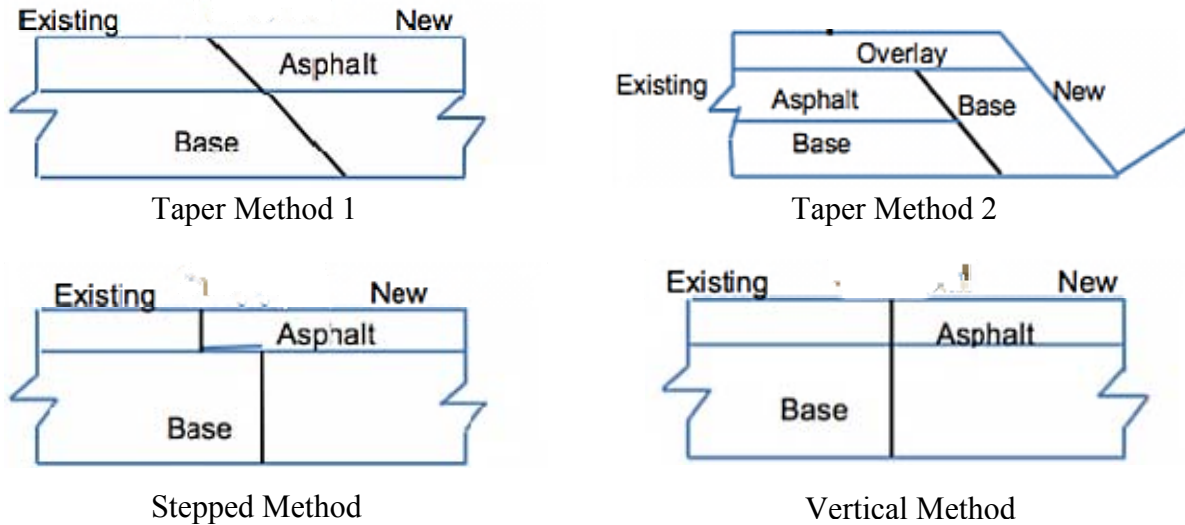 Existing New
Asphalt
Base
Taper Method 1
Overlay
Existing New
Asphalt Base
Base
Taper Method 2
Existing New
Asphalt
Base
Stepped Method
Existing New
Asphalt
Base
Vertical Method